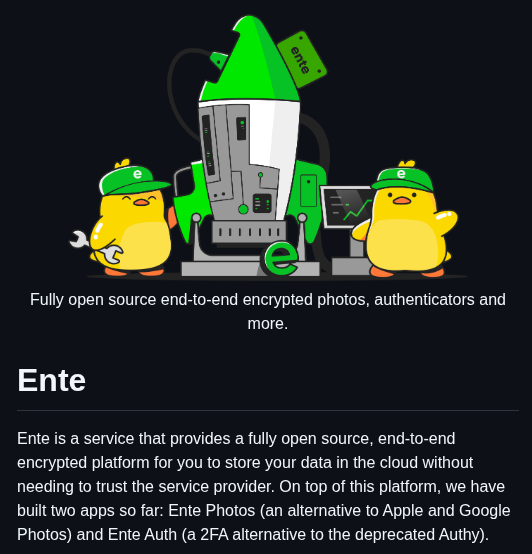 ente
e
e
e
Fully open source end-to-end encrypted photos, authenticators and
more.
Ente
Ente is a service that provides a fully open source, end-to-end
encrypted platform for you to store your data in the cloud without
needing to trust the service provider. On top of this platform, we have
built two apps so far: Ente Photos (an alternative to Apple and Google
Photos) and Ente Auth (a 2FA alternative to the deprecated Authy).